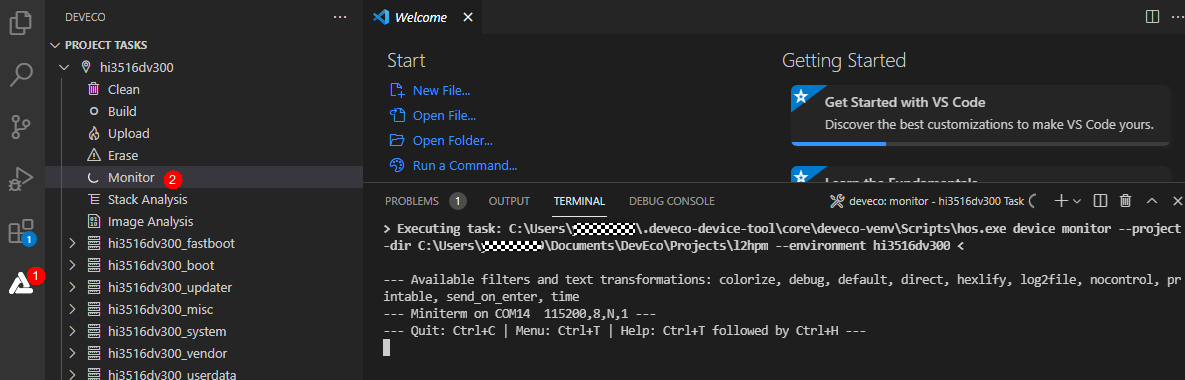 DEVECO
PROJECT TASKS
hi3516dv300
Clean
Build
Upload
Erase
Monitor
2
Stack Analysis
Image Analysis
hi3516dv300_fastboot
hi3516dv300_boot
hi3516dv300_updater
hi3516dv300_misc
hi3516dv300_system
hi3516dv300_vendor
hi3516dv300_userdata
1
1
Welcome
Start
New File...
Open File...
Open Folder...
Run a Command...
Getting Started
Get Started with VS Code
Discover the best customizations to make VS Code yours.
Learn the Fundamentals
PROBLEMS 1 OUTPUT TERMINAL DEBUG CONSOLE
deveco: monitor - hi3516dv300 Task
> Executing task: C:\Users\ \.deveco-device-tool\core\deveco-venv\Scripts\hos.exe device monitor --project
-dir C:\Users\ \Documents\DevEco\Projects\l2hpm --environment hi3516dv300 <
--- Available filters and text transformations: colorize, debug, default, direct, hexlify, log2file, nocontrol, pr
intable, send_on_enter, time
--- Miniterm on COM14 115200,8,N,1 ---
--- Quit: Ctrl+C | Menu: Ctrl+T | Help: Ctrl+T followed by Ctrl+H ---